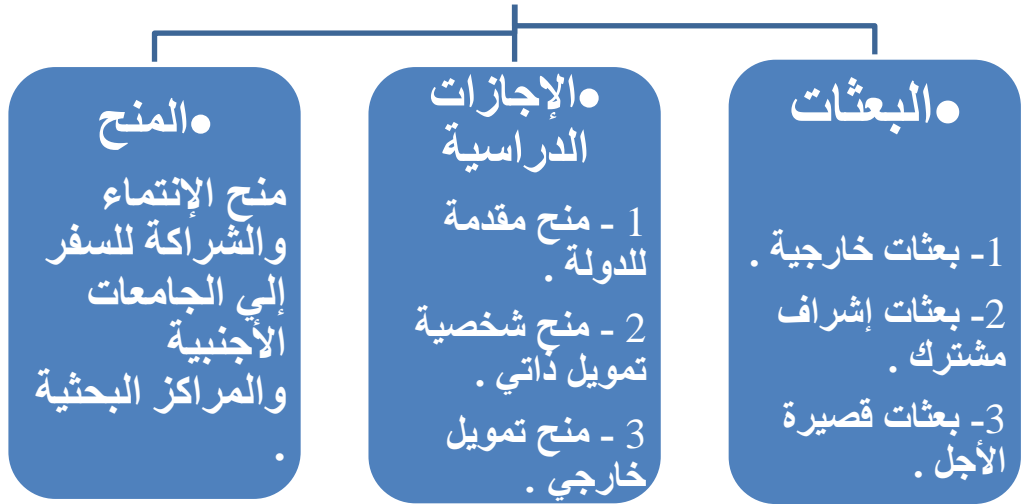 •البعثات
1- بعثات خارجية .
2- بعثات إشراف
مشترك .
3- بعثات قصيرة
الأجل .
•الإجازات
الدراسية
1 - منح مقدمة
للدولة .
2 - منح شخصية
تمويل ذاتي .
3 - منح تمويل
خارجي .
•المنح
منح الإنتماء
والشراكة للسفر
إلي الجامعات
الأجنبية
والمراكز البحثية
.